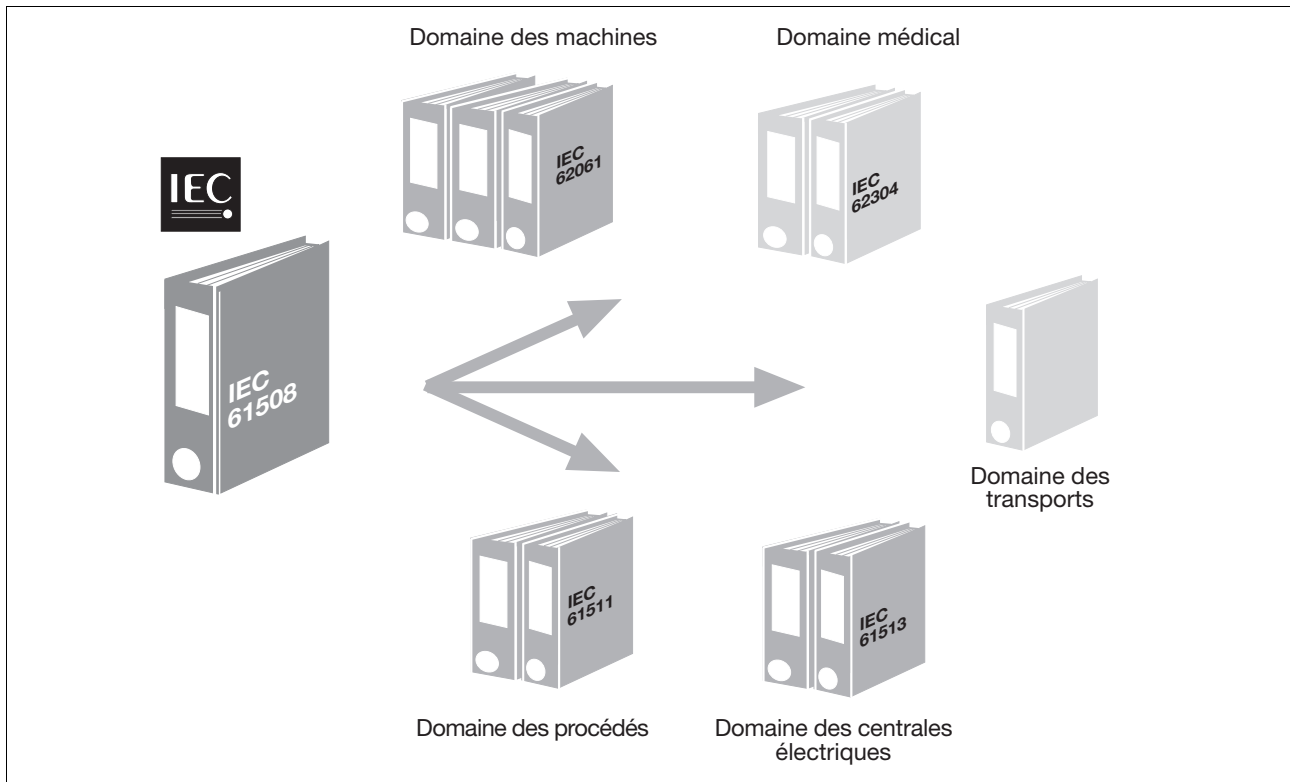 Domaine des machines
Domaine médical
IEC
62061
IEC
62304
IEC
IEC
61508
Domaine des
transports
IEC
61511
IEC
61513
Domaine des procédés
Domaine des centrales
électriques